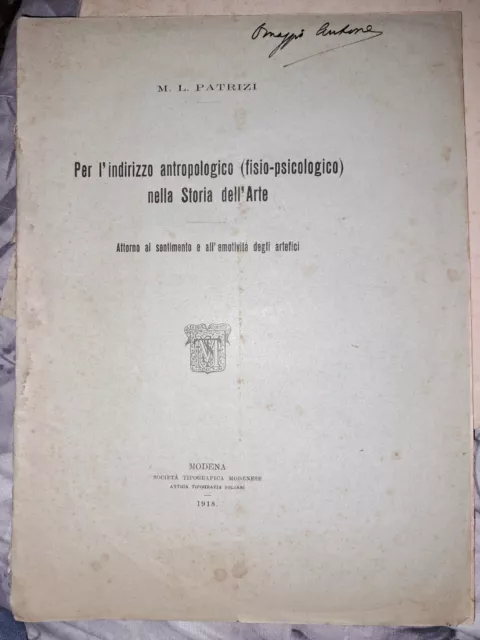 Omaggio Autore
M. L. PATRIZI
Per l'indirizzo antropologico (fisio-psicologico)
nella Storia dell'Arte
Attorno al sentimento e all'emotività degli artefici
MODENA
SOCIETÀ TIPOGRAFICA MODENESE
ANTICA TIPOGRAFIA SOLIANI
1918.